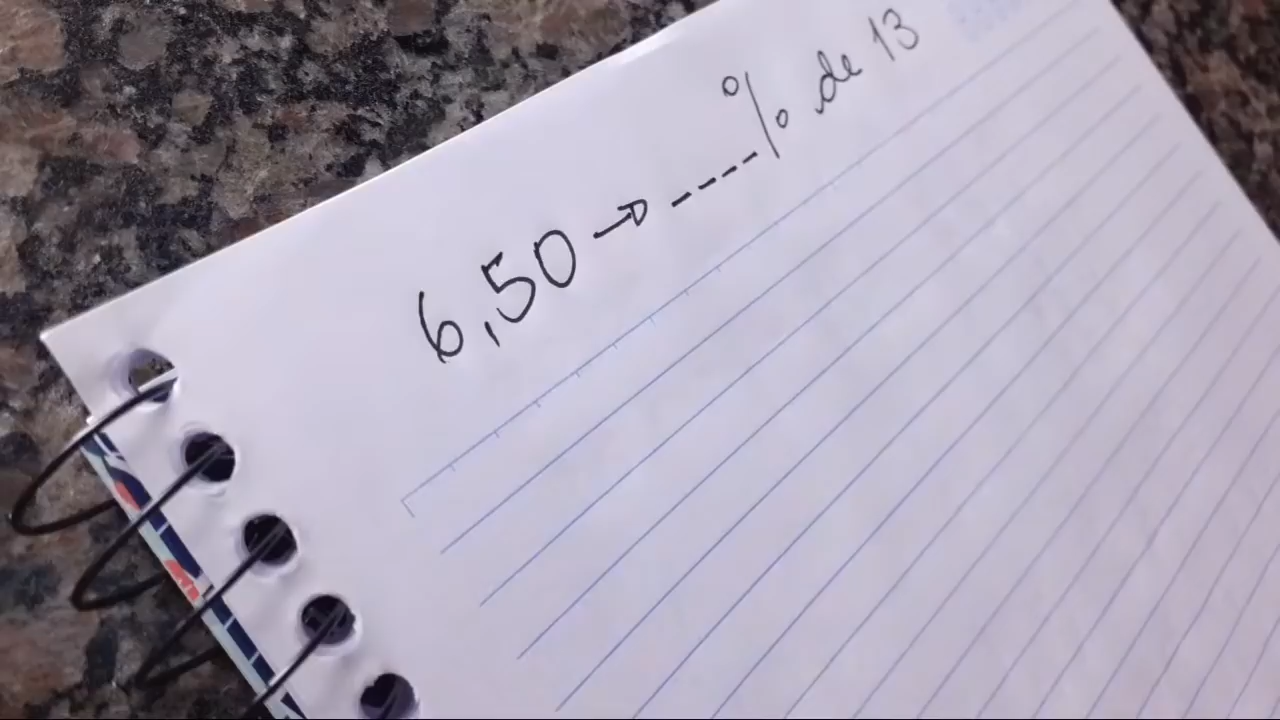 6,50 → ----% de 13